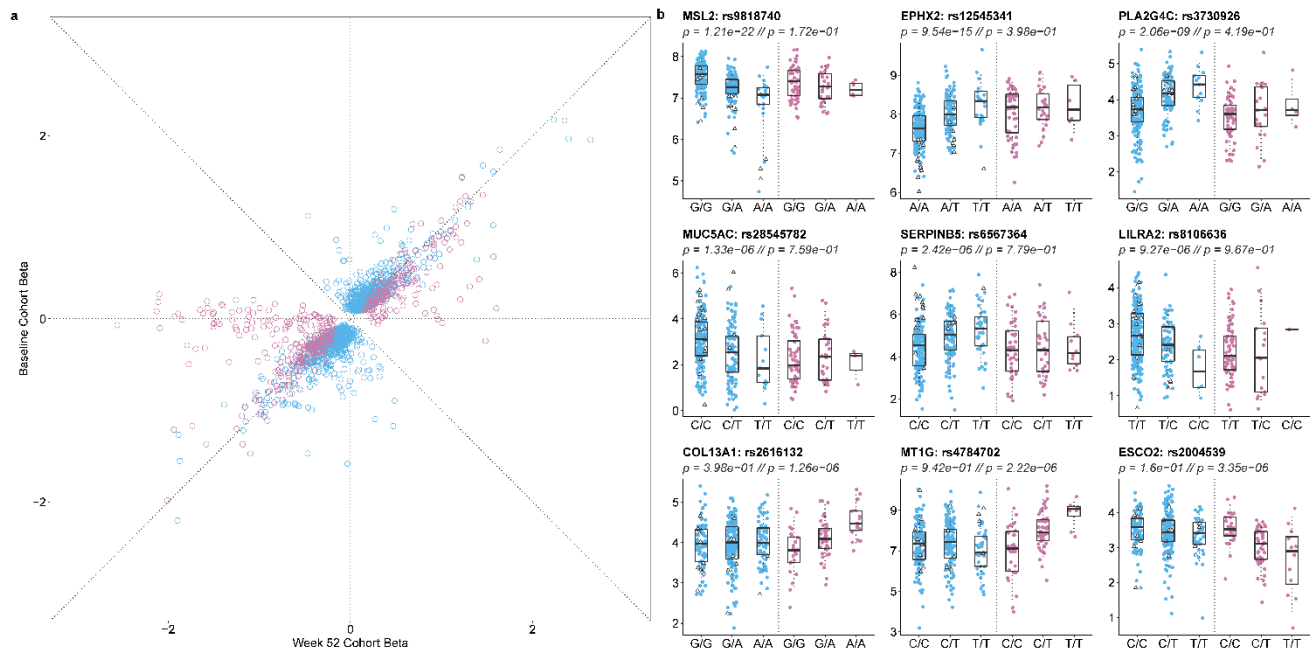 a
2
0
−2
Baseline Cohort Beta
−2
0
2
Week 52 Cohort Beta
b
MSL2: rs9818740
p = 1.21e−22 // p = 1.72e−01
8
7
6
5
G/G G/A A/A G/G G/A A/A
EPHX2: rs12545341
p = 9.54e−15 // p = 3.98e−01
9
8
7
6
A/A A/T T/T A/A A/T T/T
PLA2G4C: rs3730926
p = 2.06e−09 // p = 4.19e−01
5
4
3
2
1
G/G G/A A/A G/G G/A A/A
MUC5AC: rs28545782
p = 1.33e−06 // p = 7.59e−01
6
4
2
0
C/C C/T T/T C/C C/T T/T
SERPINB5: rs6567364
p = 2.42e−06 // p = 7.79e−01
8
6
4
2
C/C C/T T/T C/C C/T T/T
LILRA2: rs8106636
p = 9.27e−06 // p = 9.67e−01
4
3
2
1
T/T T/C C/C T/T T/C C/C
COL13A1: rs2616132
p = 3.98e−01 // p = 1.26e−06
5
4
3
2
G/G G/A A/A G/G G/A A/A
MT1G: rs4784702
p = 9.42e−01 // p = 2.22e−06
9
7
5
3
C/C C/T T/T C/C C/T T/T
ESCO2: rs2004539
p = 1.6e−01 // p = 3.35e−06
5
4
3
2
1
C/C C/T T/T C/C C/T T/T